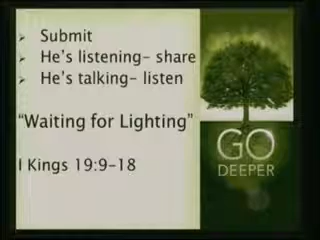 Submit
He's listening- share
He's talking- listen
"Waiting for Lighting"
I Kings 19:9-18
GO
DEEPER